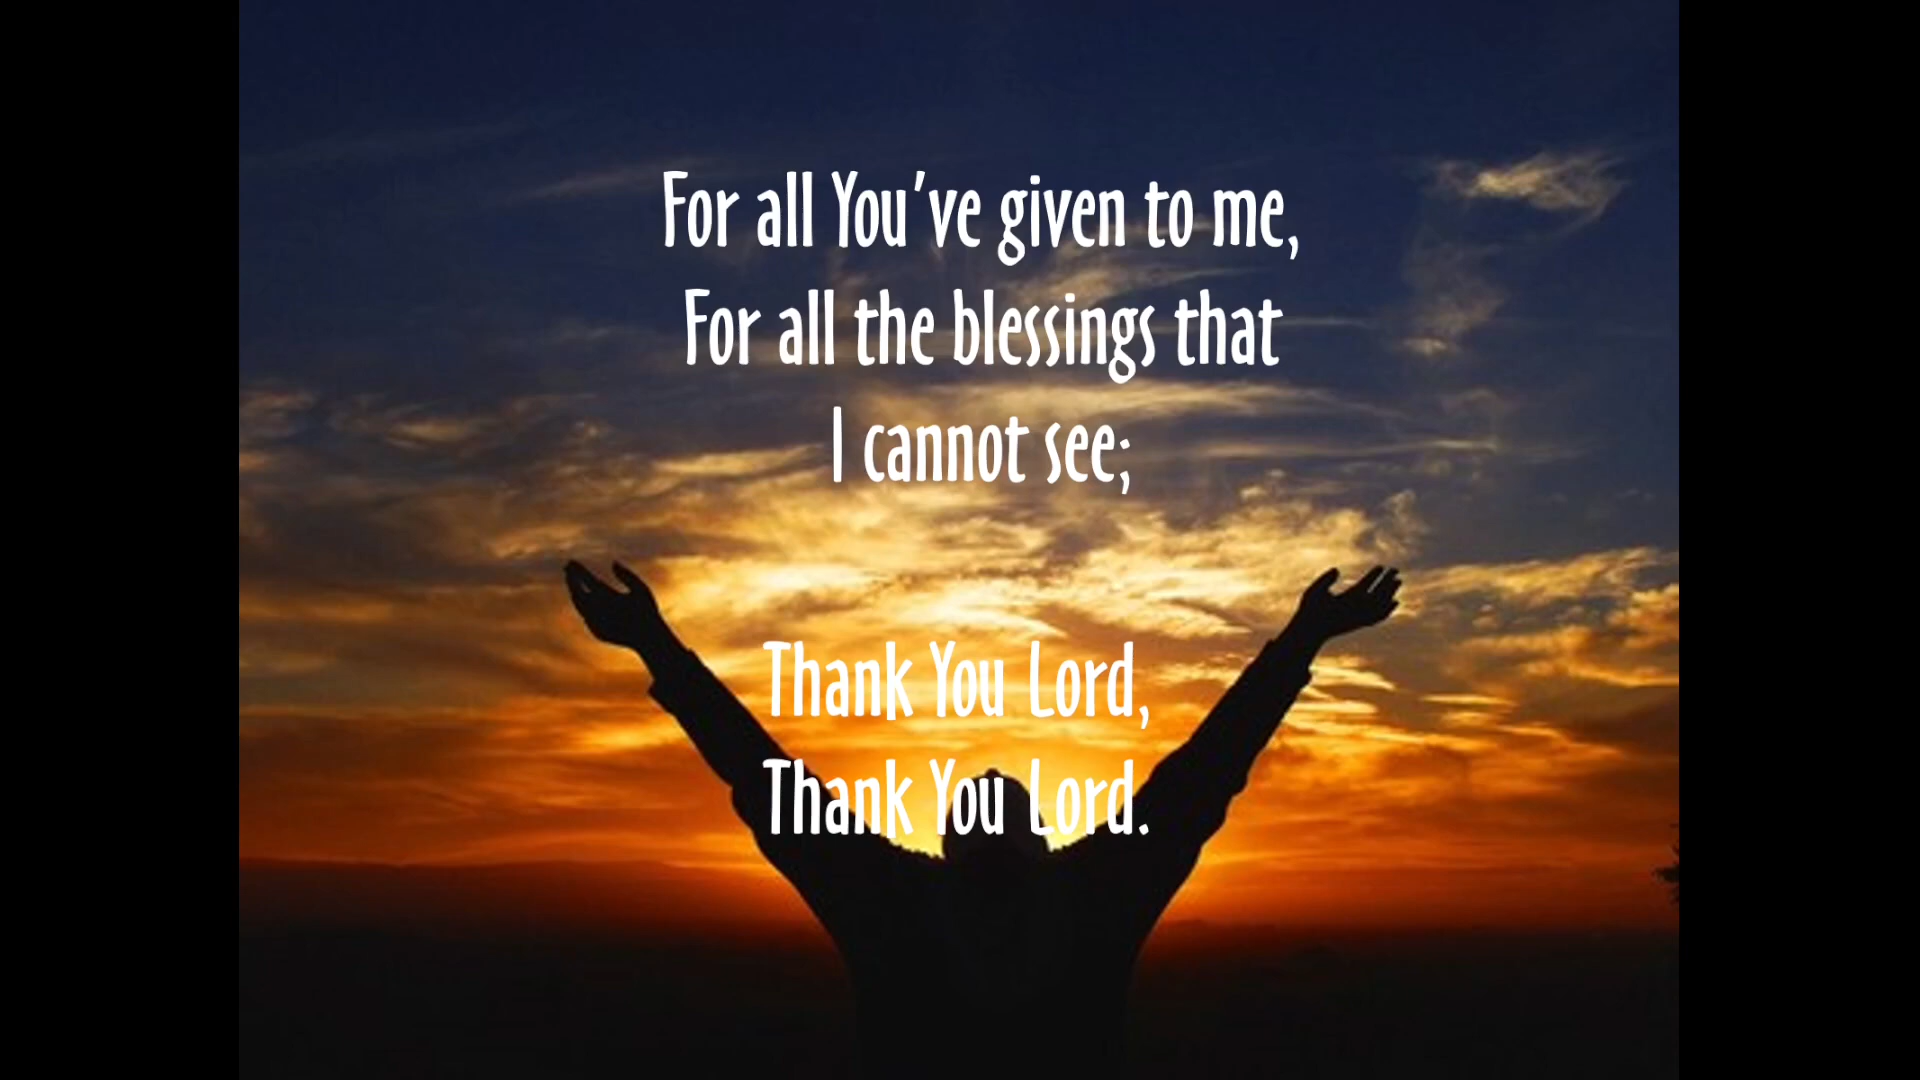 For all You've given to me,
For all the blessings that
I cannot see;
Thank You Lord,
Thank You Lord.